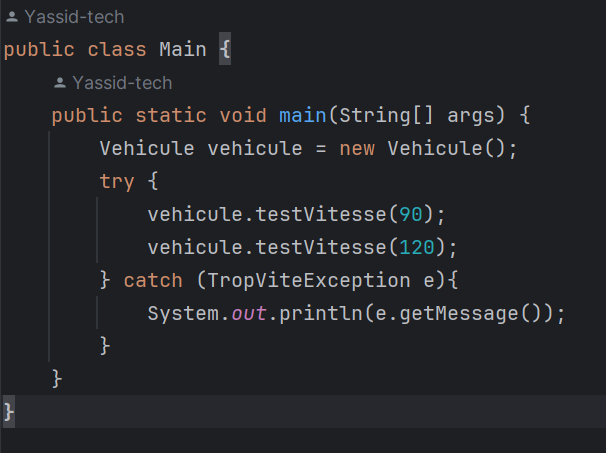 Yassid-tech
public class Main {
Yassid-tech
public static void main(String[] args) {
Vehicule vehicule = new Vehicule();
try {
vehicule.testVitesse(90);
vehicule.testVitesse(120);
} catch (TropViteException e){
System.out.println(e.getMessage());
}
}
}